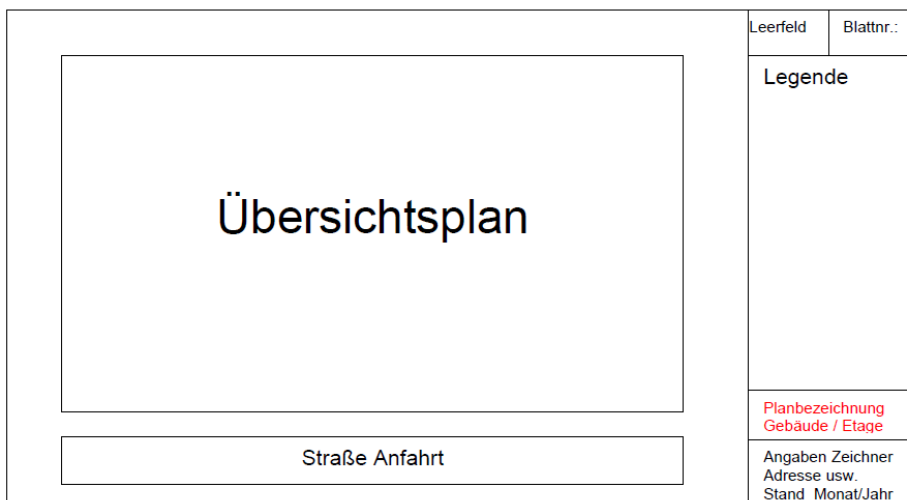 Leerfeld
Blattnr.:
Legende
Übersichtsplan
Straße Anfahrt
Planbezeichnung
Gebäude / Etage
Angaben Zeichner
Adresse usw.
Stand Monat/Jahr